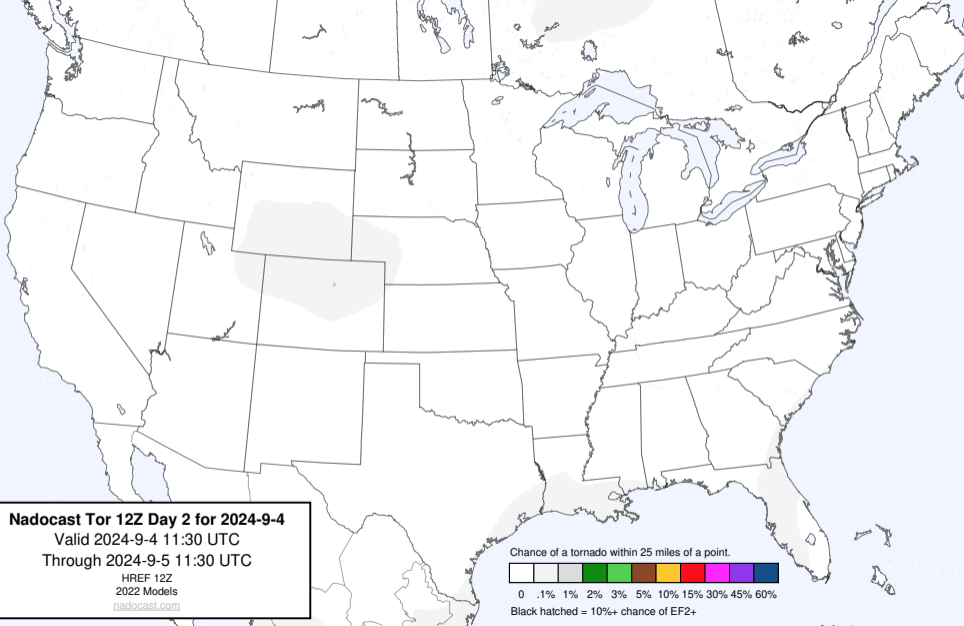 Nadocast Tor 12Z Day 2 for 2024-9-4
Valid 2024-9-4 11:30 UTC
Through 2024-9-5 11:30 UTC
HREF 12Z
2022 Models
nadocast.com
Chance of a tornado within 25 miles of a point.
0 .1% 1% 2% 3% 5% 10% 15% 30% 45% 60%
Black hatched = 10%+ chance of EF2+